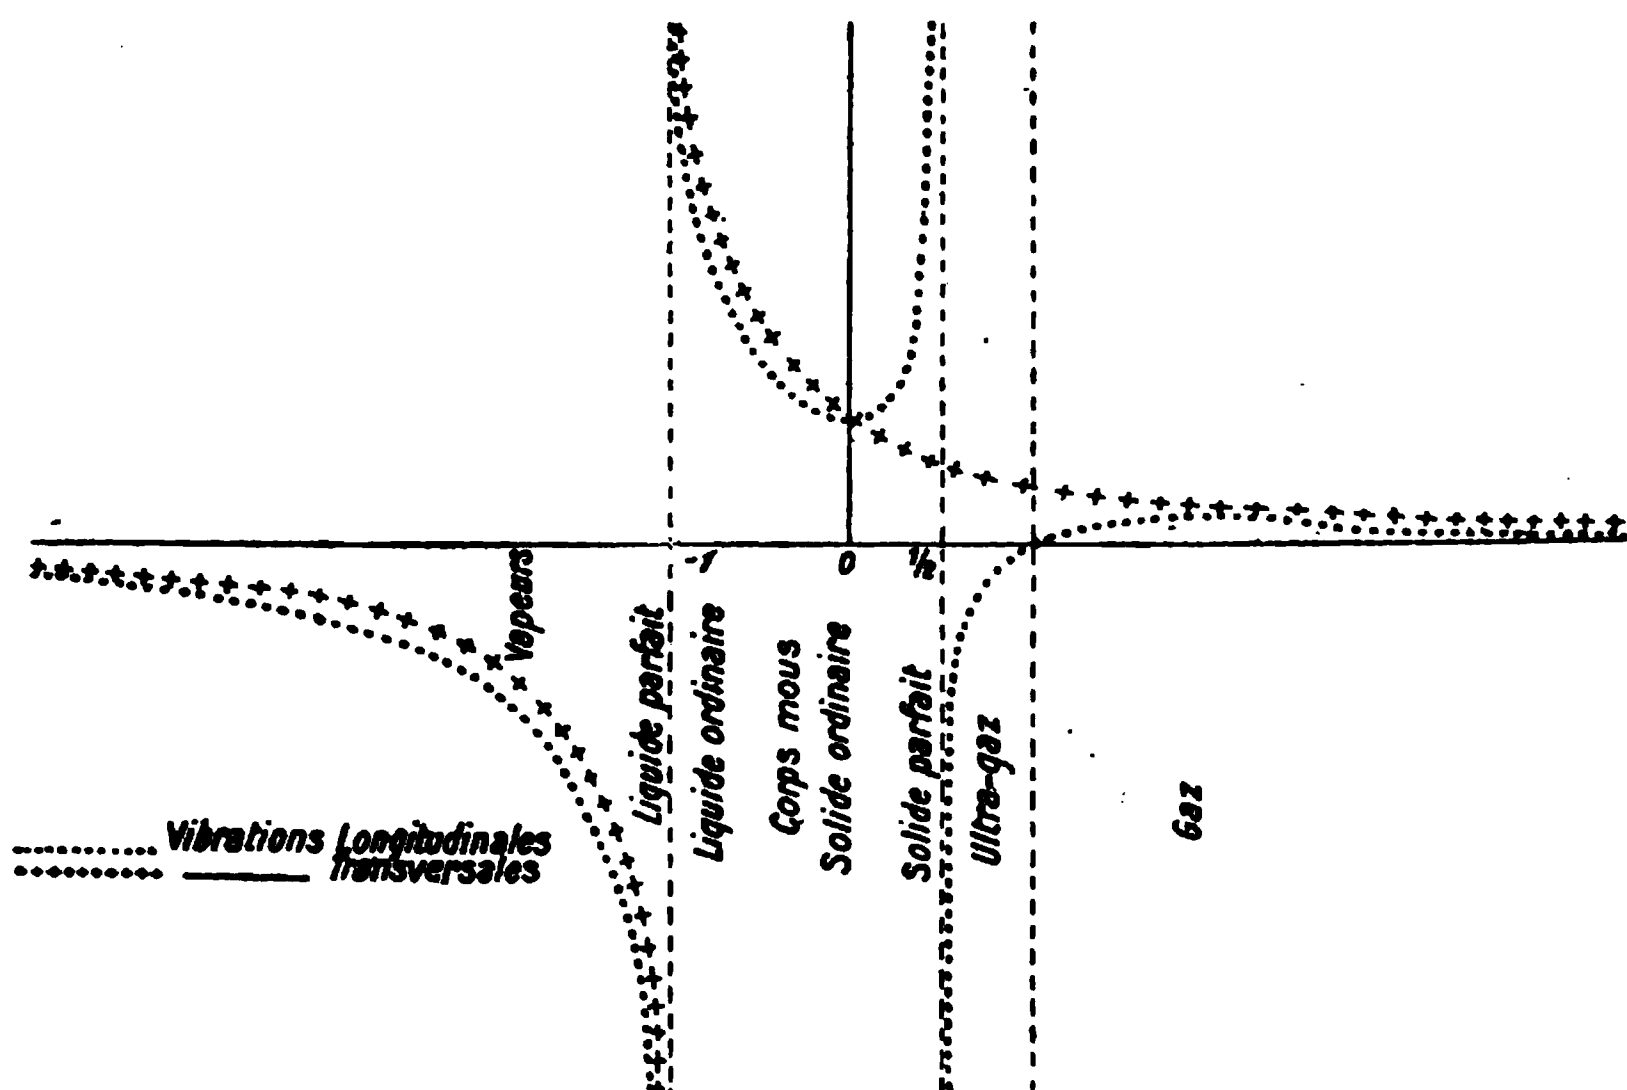 -1
0
1/2
Vapeurs
Liquide parfait
Liquide ordinaire
Corps mous
Solide ordinaire
Solide parfait
Ultra-gaz
Gaz
Vibrations Longitudinales
Transversales